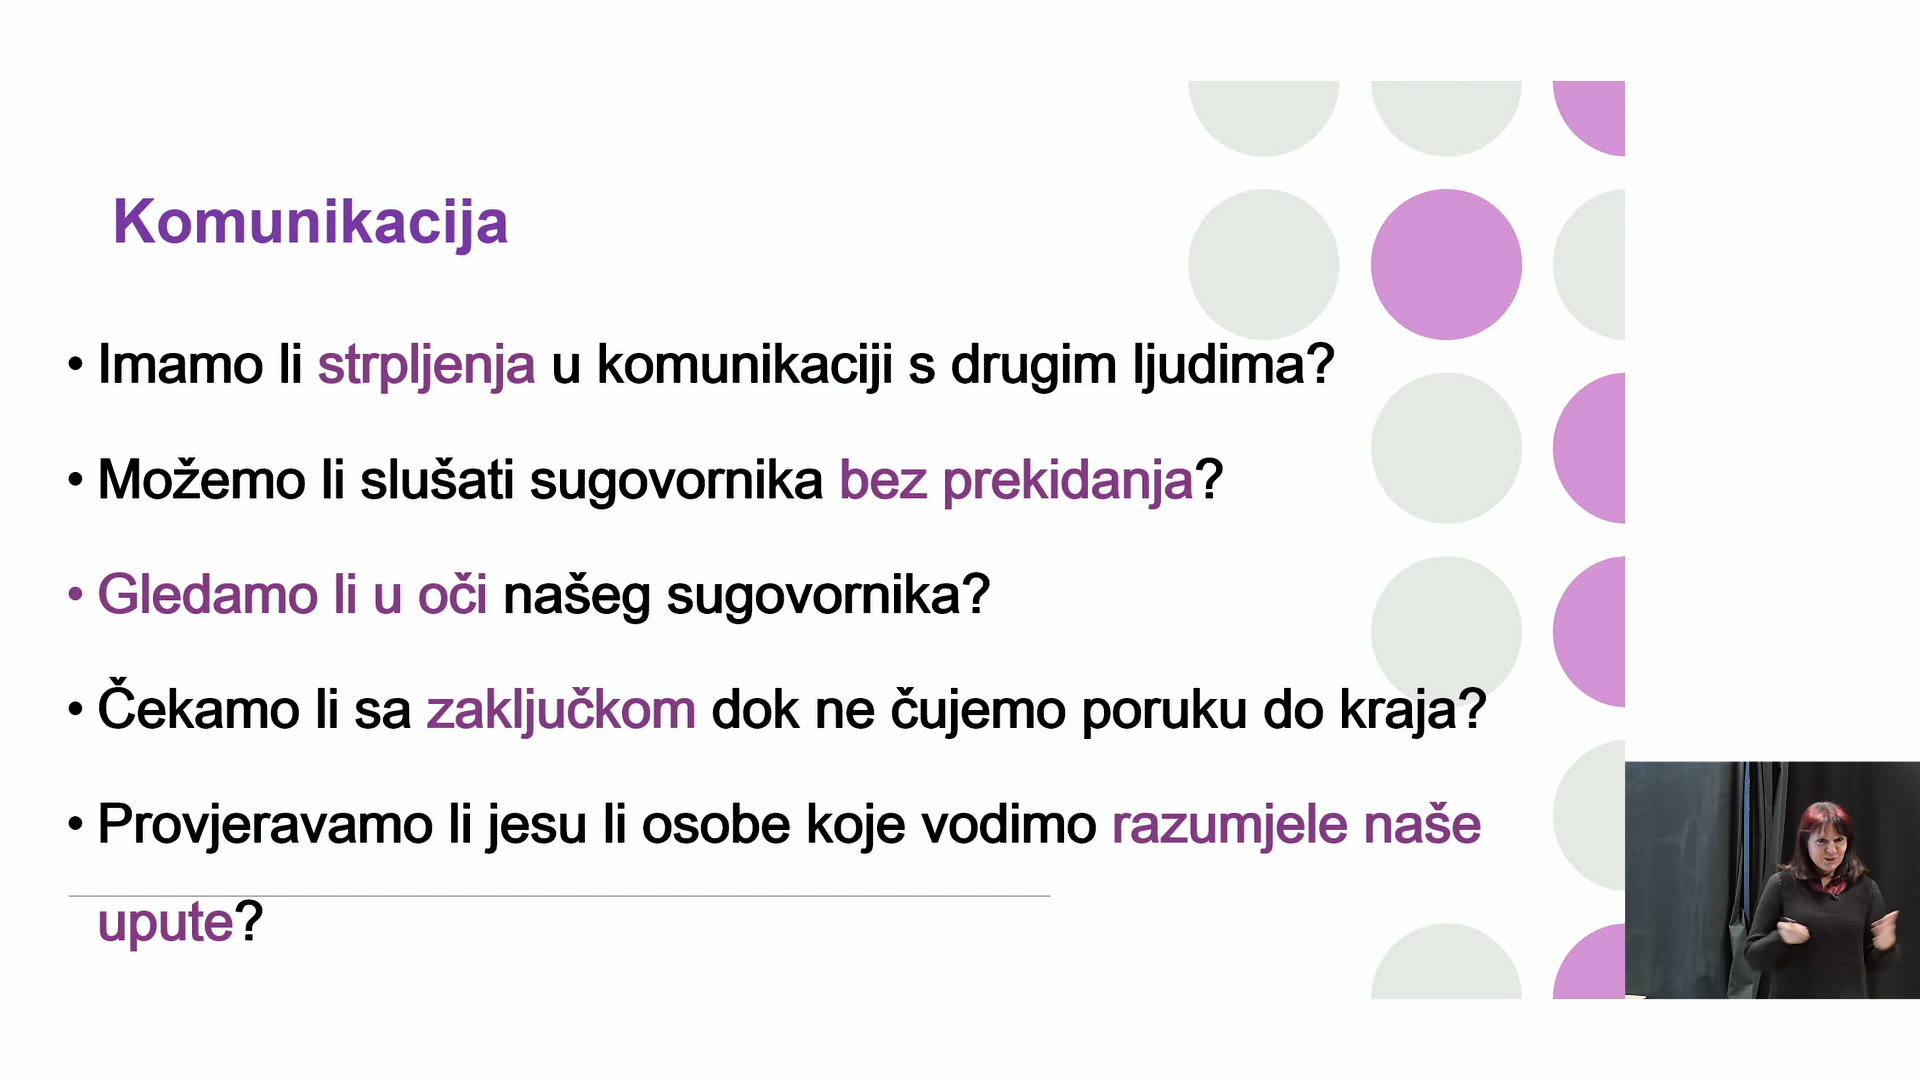 Komunikacija
• Imamo li strpljenja u komunikaciji s drugim ljudima?
• Možemo li slušati sugovornika bez prekidanja?
• Gledamo li u oči našeg sugovornika?
• Čekamo li sa zaključkom dok ne čujemo poruku do kraja?
• Provjeravamo li jesu li osobe koje vodimo razumjele naše
upute?